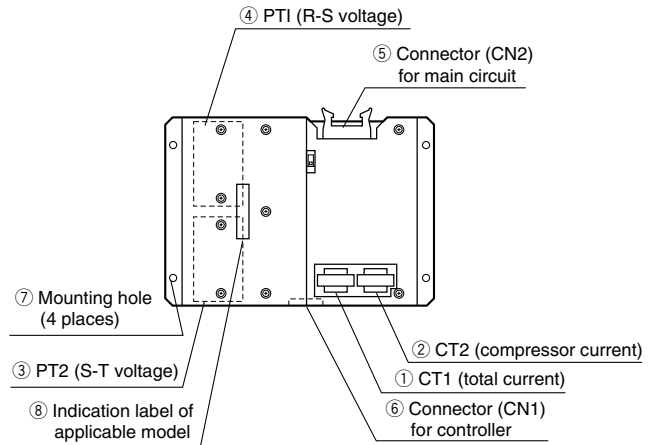 ④ PTI (R-S voltage)
⑤ Connector (CN2)
for main circuit
⑦ Mounting hole
(4 places)
② CT2 (compressor current)
③ PT2 (S-T voltage)
① CT1 (total current)
⑧ Indication label of
applicable model
⑥ Connector (CN1)
for controller